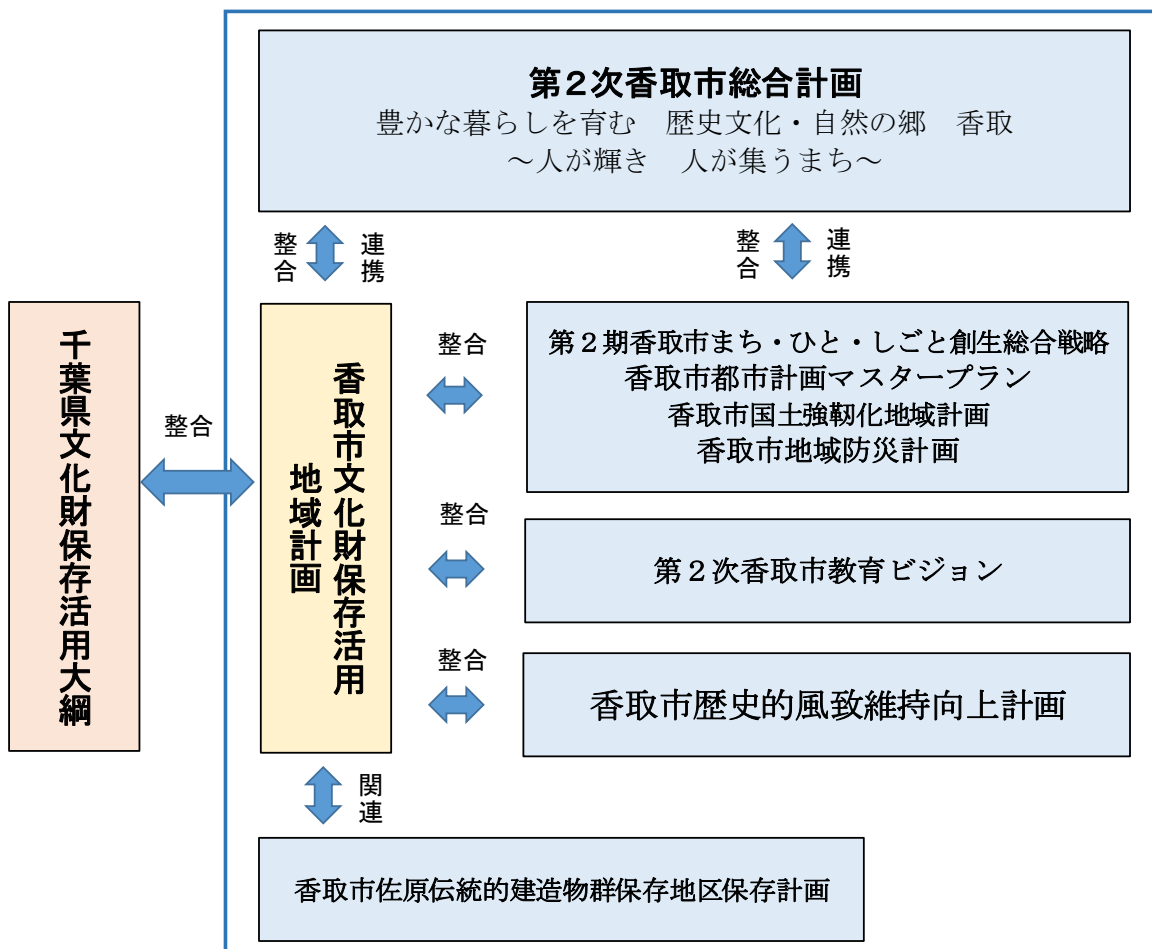 第２次香取市総合計画
豊かな暮らしを育む　歴史文化・自然の郷　香取
～人が輝き　人が集うまち～
整合
連携
整合
連携
千葉県文化財保存活用大綱
整合
香取市文化財保存活用
地域計画
整合
第２期香取市まち・ひと・しごと創生総合戦略
香取市都市計画マスタープラン
香取市国土強靱化地域計画
香取市地域防災計画
整合
第２次香取市教育ビジョン
整合
香取市歴史的風致維持向上計画
関連
香取市佐原伝統的建造物群保存地区保存計画